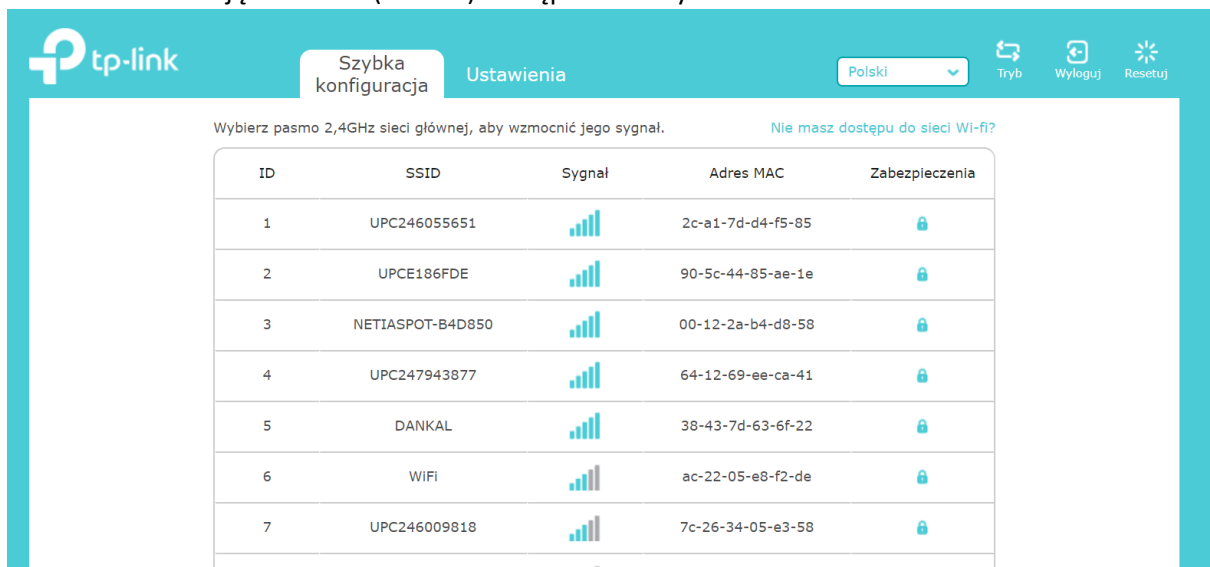 tp-link
Szybka konfiguracja
Ustawienia
Polski
Tryb
Wyloguj
Resetuj
Wybierz pasmo 2,4GHz sieci głównej, aby wzmocnić jego sygnał. Nie masz dostępu do sieci Wi-fi?
ID SSID Sygnał Adres MAC Zabezpieczenia
1 UPC246055651 2c-a1-7d-d4-f5-85
2 UPCE186FDE 90-5c-44-85-ae-1e
3 NETIASPOT-B4D850 00-12-2a-b4-d8-58
4 UPC247943877 64-12-69-ee-ca-41
5 DANKAL 38-43-7d-63-6f-22
6 WiFi ac-22-05-e8-f2-de
7 UPC246009818 7c-26-34-05-e3-58